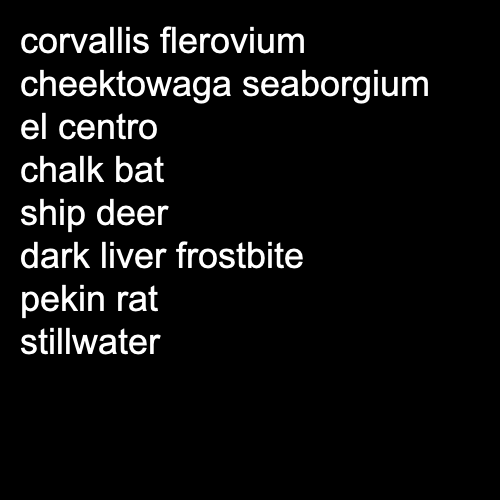 corvallis flerovium
cheektowaga seaborgium
el centro
chalk bat
ship deer
dark liver frostbite
pekin rat
stillwater